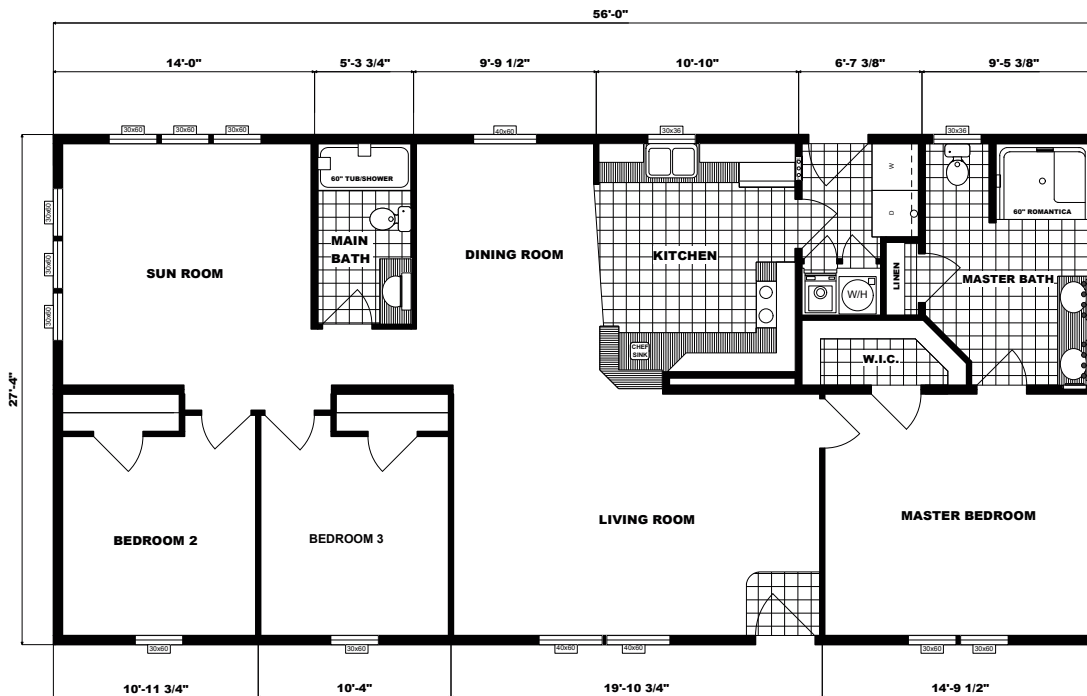 56'-0"
14'-0" 5'-3 3/4" 9'-9 1/2" 10'-10" 6'-7 3/8" 9'-5 3/8"
30x60 30x60 30x60 40x60 30x36 30x36
W
60" TUB/SHOWER
D
60" ROMANTICA
30x60
MAIN
BATH
DINING ROOM
KITCHEN
SUN ROOM
30x60
LINEN
MASTER BATH
W/H
30x60
CHEF
SINK
W.I.C.
27'-4"
LIVING ROOM
MASTER BEDROOM
BEDROOM 2
BEDROOM 3
30x60 30x60 40x60 40x60 30x60 30x60
10'-11 3/4" 10'-4" 19'-10 3/4" 14'-9 1/2"